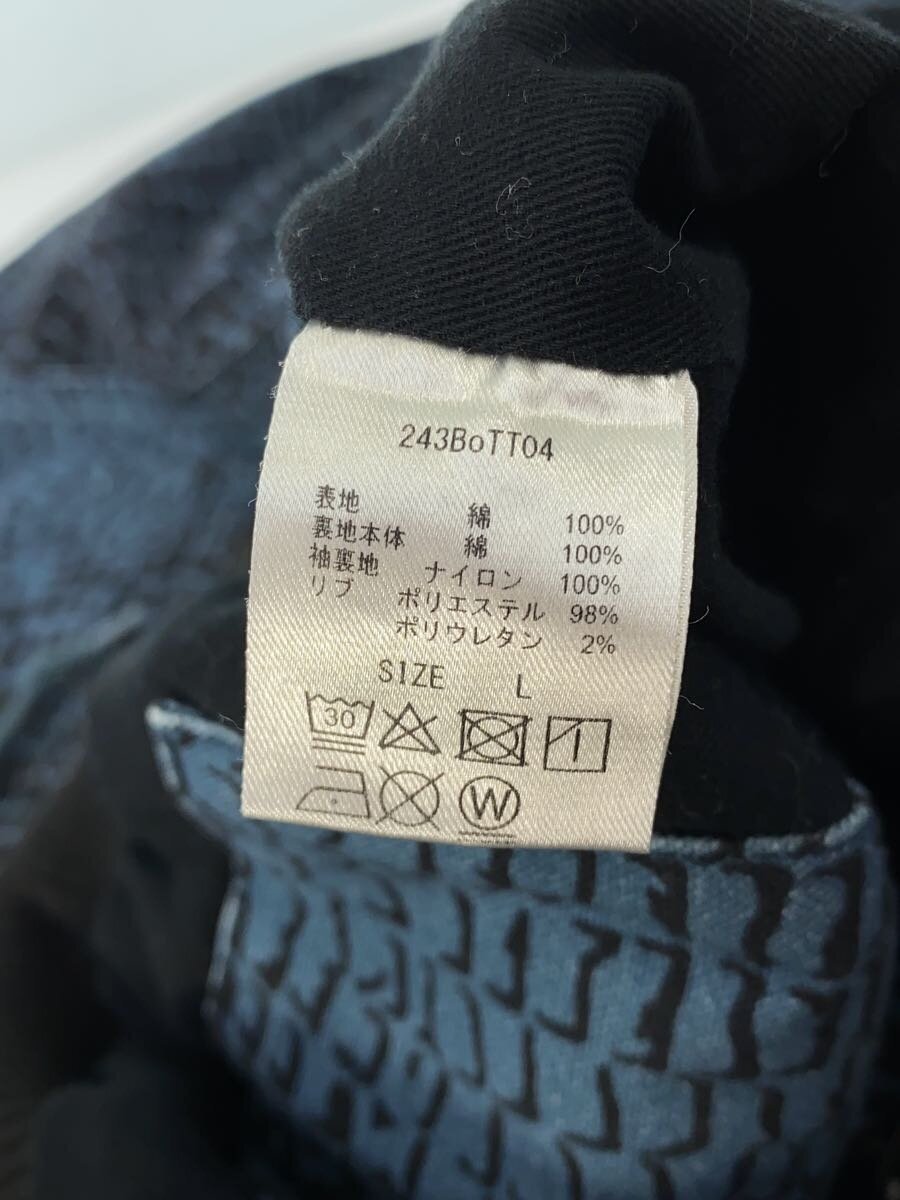 243BoTT04
表地 綿 100%
裏地本体 綿 100%
袖裏地 ナイロン 100%
リブ ポリエステル 98%
ポリウレタン 2%
SIZE L
30
W